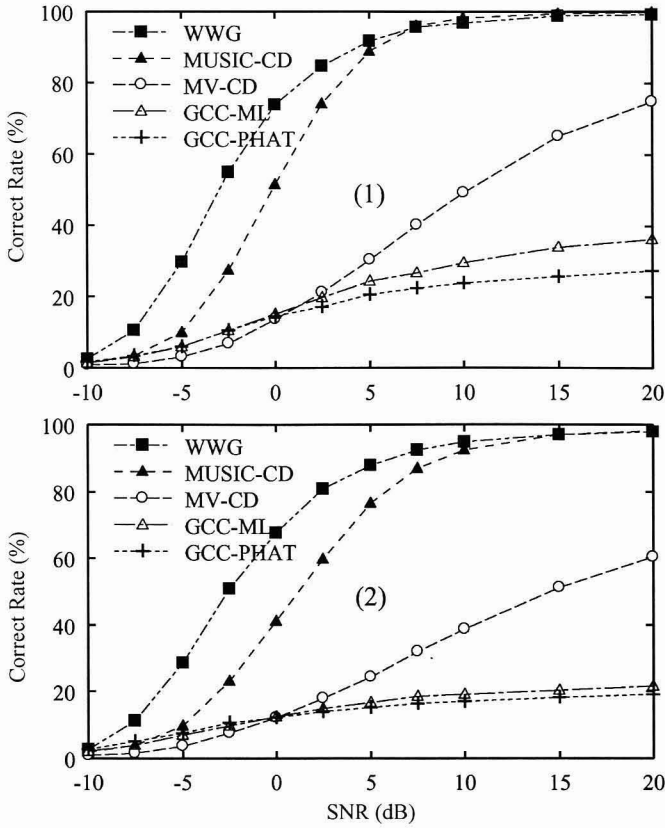 100
80
60
40
20
0
Correct Rate (%)
WWG
MUSIC-CD
MV-CD
GCC-ML
GCC-PHAT
(1)
-10 -5 0 5 10 15 20
100
80
60
40
20
0
Correct Rate (%)
WWG
MUSIC-CD
MV-CD
GCC-ML
GCC-PHAT
(2)
-10 -5 0 5 10 15 20
SNR (dB)